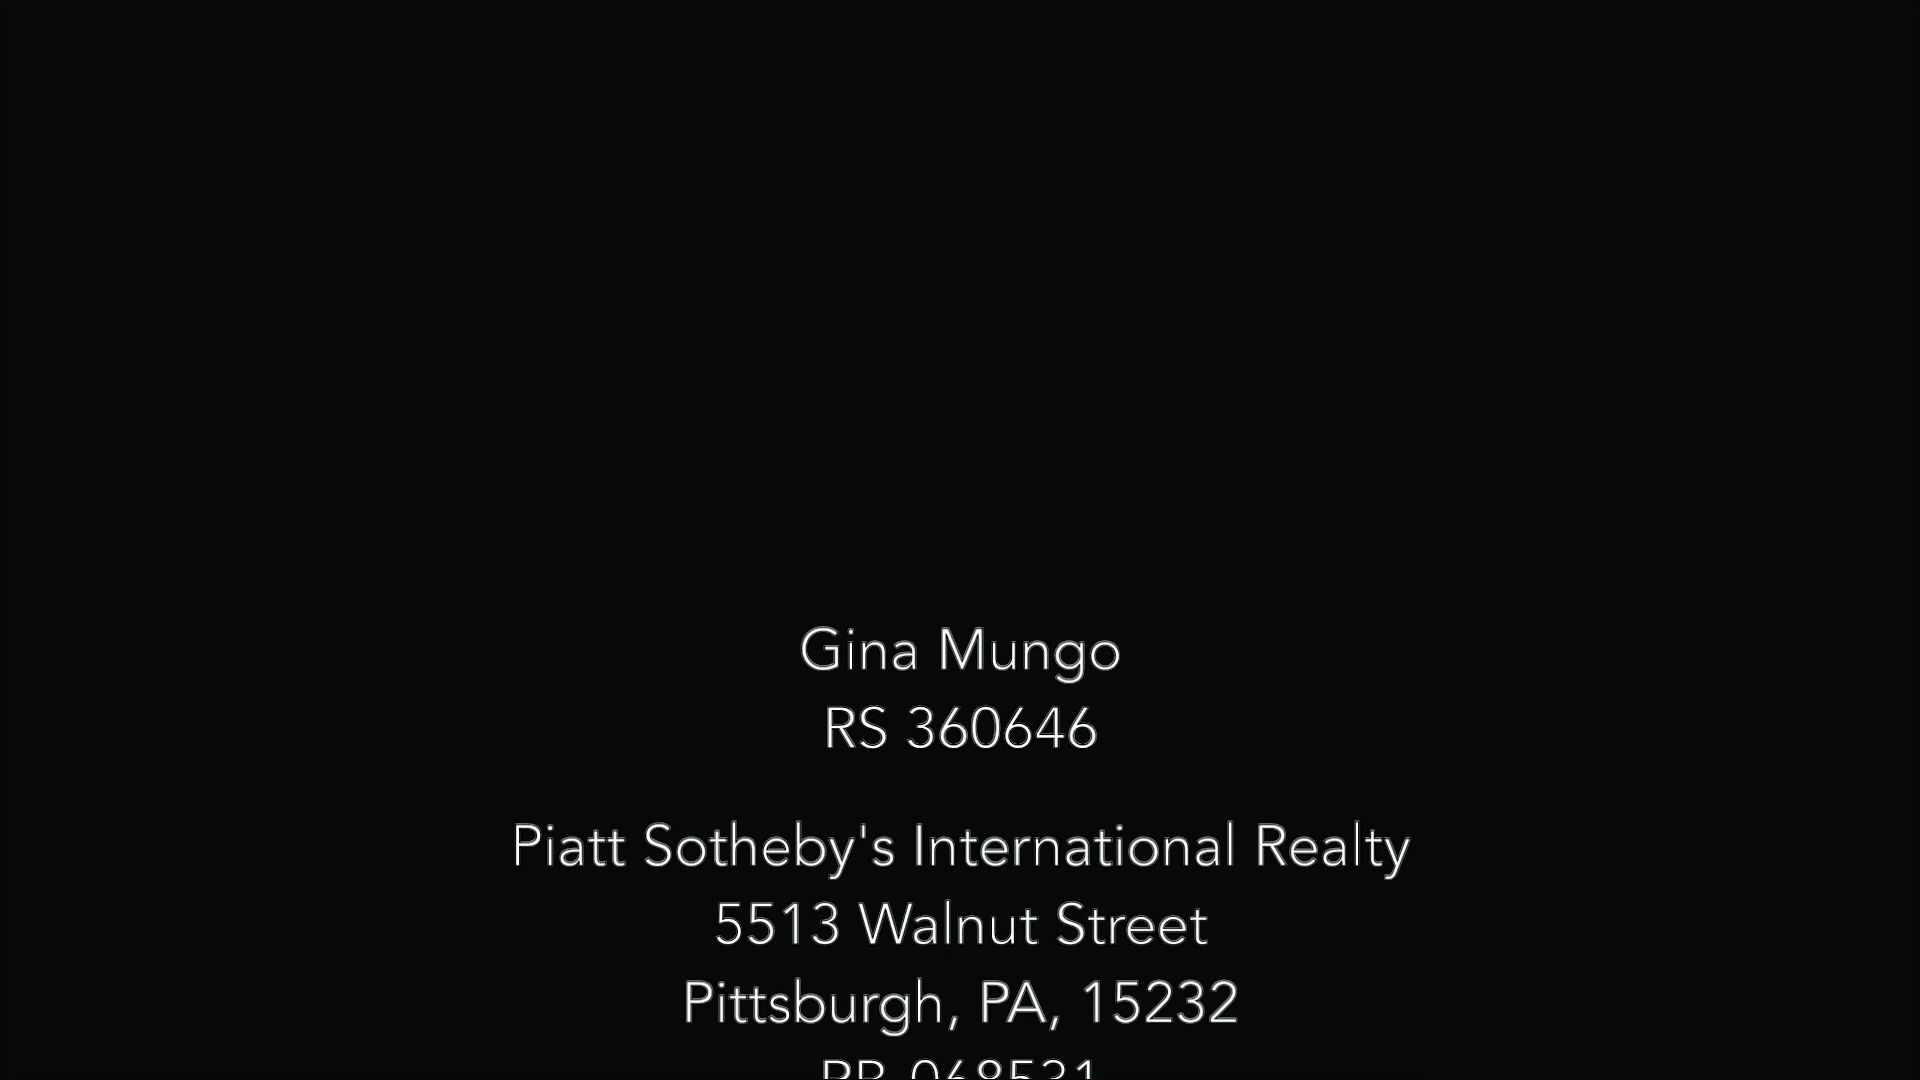 Gina Mungo
RS 360646
Piatt Sotheby's International Realty
5513 Walnut Street
Pittsburgh, PA, 15232